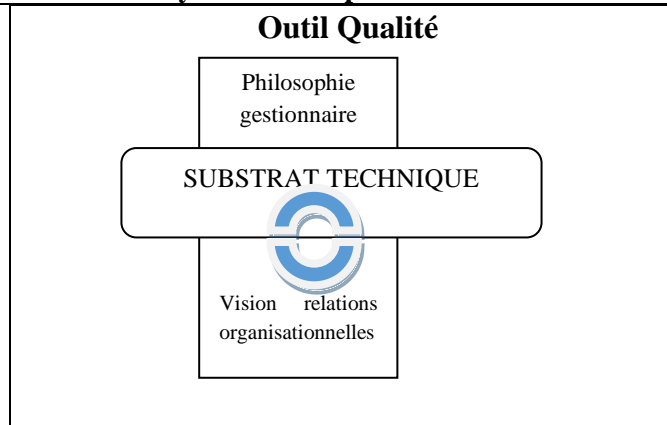 Outil Qualité
Philosophie
gestionnaire
SUBSTRAT TECHNIQUE
Vision relations
organisationnelles